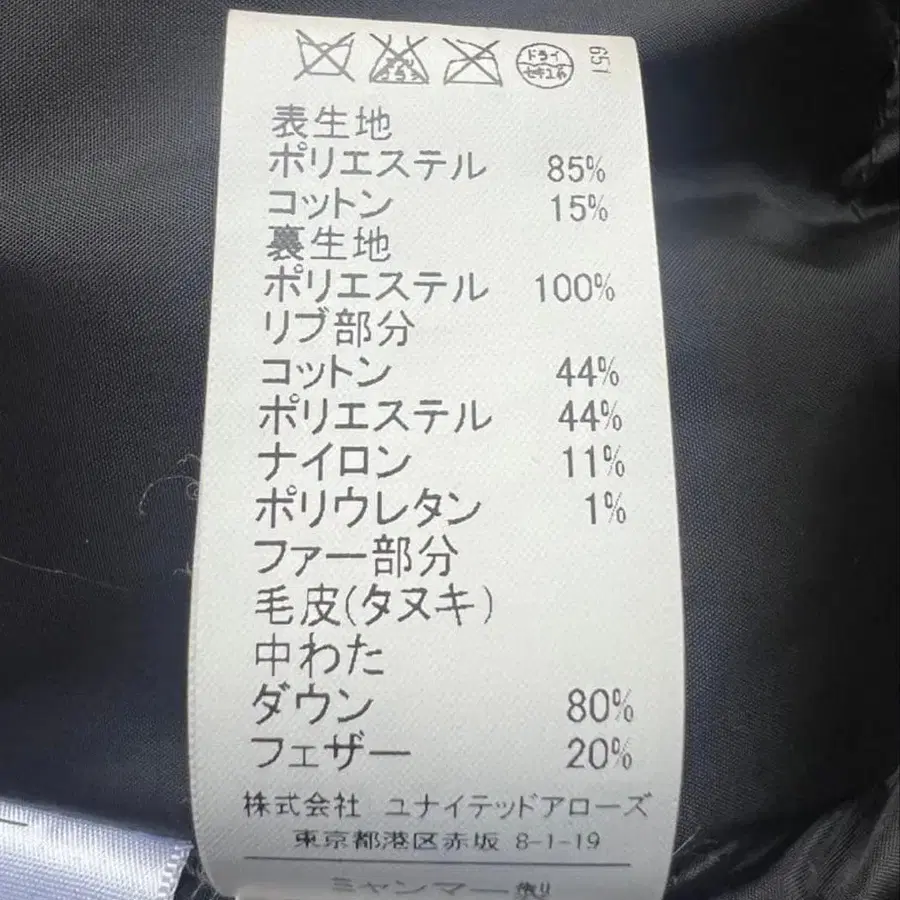 ドライ
セキユ系
651
表生地
ポリエステル 85%
コットン 15%
裏生地
ポリエステル 100%
リブ部分
コットン 44%
ポリエステル 44%
ナイロン 11%
ポリウレタン 1%
ファー部分
毛皮(タヌキ)
中わた
ダウン 80%
フェザー 20%
株式会社 ユナイテッドアローズ
東京都港区赤坂 8-1-19
ミャンマー製